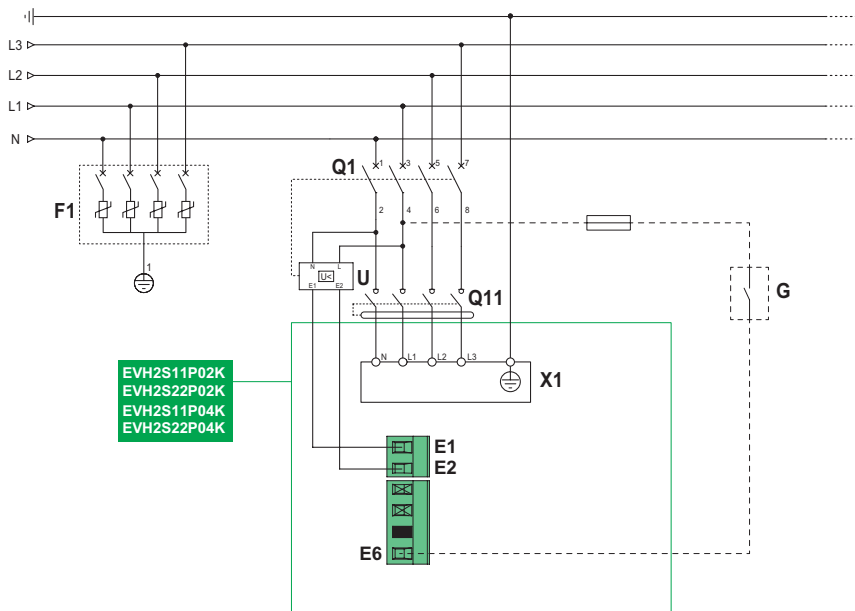 L3
L2
L1
N
Q1
1 3 5 7
2 4 6 8
F1
1
N L
U<
E1 E2
U
Q11
G
N L1 L2 L3
X1
EVH2S11P02K
EVH2S22P02K
EVH2S11P04K
EVH2S22P04K
E1
E2
E6